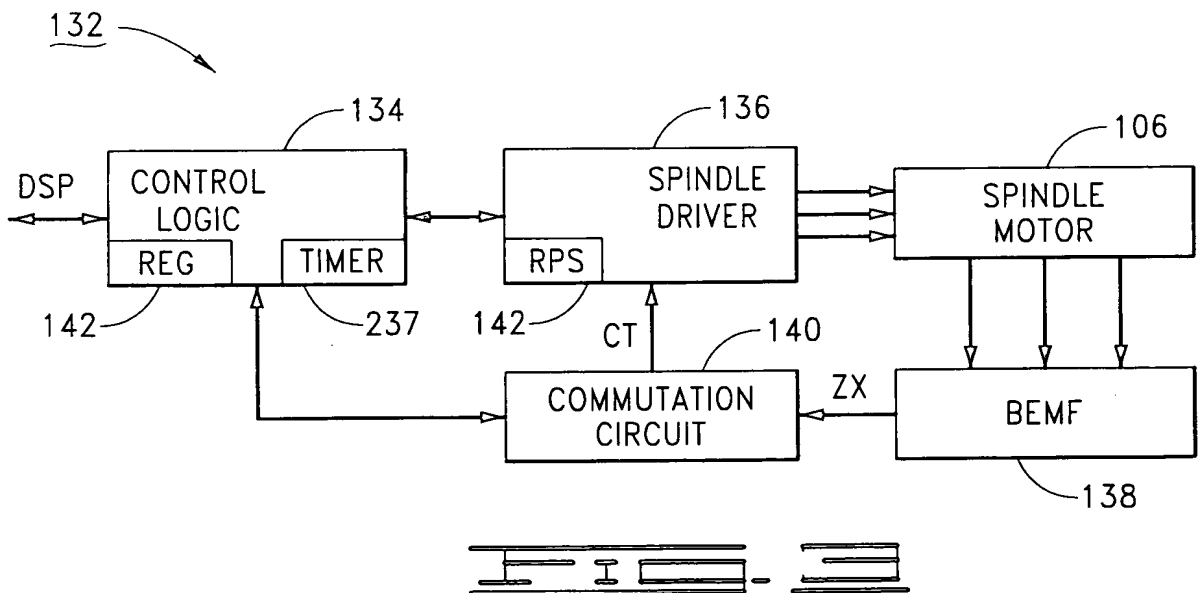 132
134
136
106
DSP
CONTROL
LOGIC
REG
TIMER
SPINDLE
DRIVER
RPS
SPINDLE
MOTOR
142
237
142
CT
140
COMMUTATION
CIRCUIT
ZX
BEMF
138